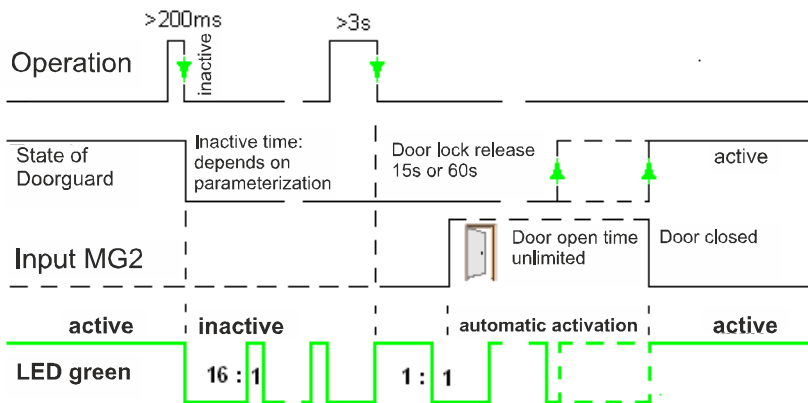 >200ms
>3s
Operation
inactive
State of
Doorguard
Inactive time:
depends on
parameterization
Door lock release
15s or 60s
active
Input MG2
Door open time
unlimited
Door closed
active
inactive
automatic activation
active
LED green
16 : 1
1 : 1